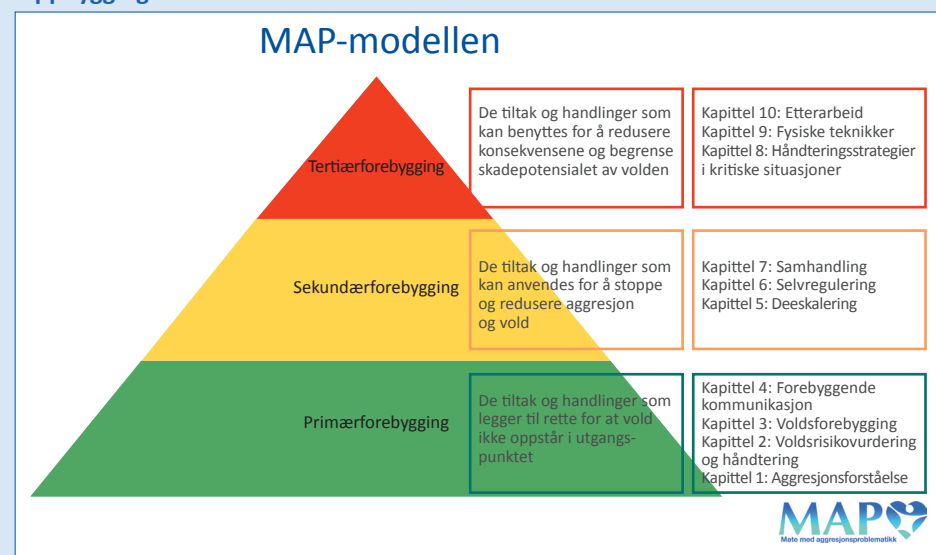 MAP-modellen
Tertiærforebygging
De tiltak og handlinger som
kan benyttes for å redusere
konsekvensene og begrense
skadepotensialet av volden
Kapittel 10: Etterarbeid
Kapittel 9: Fysiske teknikker
Kapittel 8: Håndteringsstrategier
i kritiske situasjoner
Sekundærforebygging
De tiltak og handlinger som
kan anvendes for å stoppe
og redusere aggresjon
og vold
Kapittel 7: Samhandling
Kapittel 6: Selvregulering
Kapittel 5: Deeskalering
Primærforebygging
De tiltak og handlinger som
legger til rette for at vold
ikke oppstår i utgangs-
punktet
Kapittel 4: Forebyggende
kommunikasjon
Kapittel 3: Voldsforebygging
Kapittel 2: Voldsrisikovurdering
og håndtering
Kapittel 1: Aggresjonsforståelse
MAP
Møte med aggresjonsproblematikk